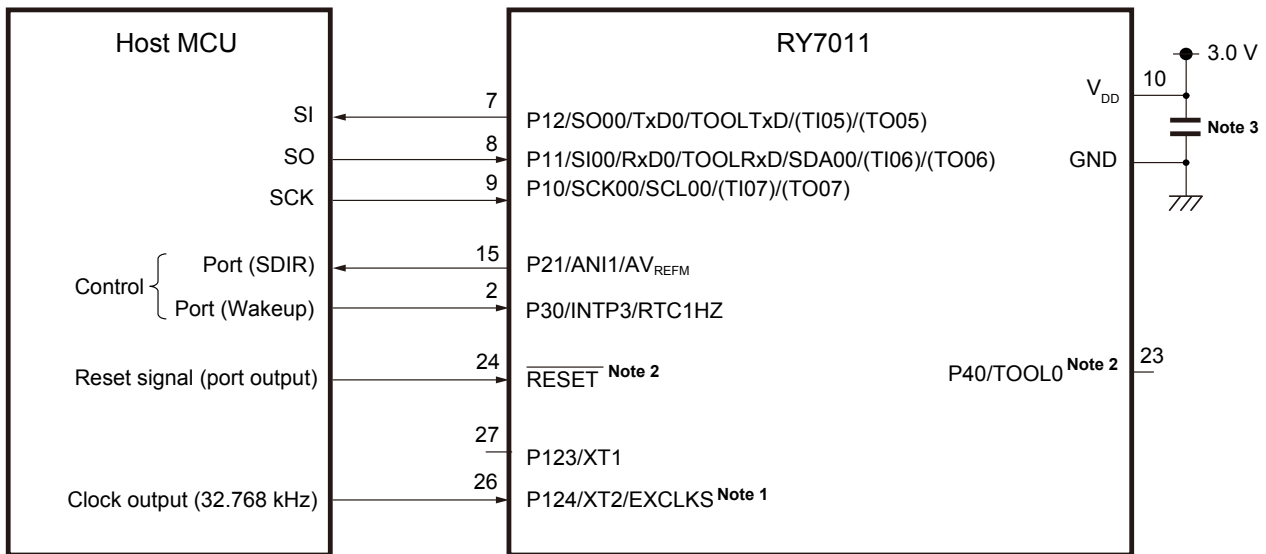 Host MCU
RY7011
3.0 V
V_DD
10
Note 3
GND
SI
7
P12/SO00/TxD0/TOOLTxD/(TI05)/(TO05)
SO
8
P11/SI00/RxD0/TOOLRxD/SDA00/(TI06)/(TO06)
SCK
9
P10/SCK00/SCL00/(TI07)/(TO07)
Control
Port (SDIR)
15
P21/ANI1/AV_REFM
Port (Wakeup)
2
P30/INTP3/RTC1HZ
Reset signal (port output)
24
RESET Note 2
P40/TOOL0 Note 2
23
27
P123/XT1
Clock output (32.768 kHz)
26
P124/XT2/EXCLKS Note 1